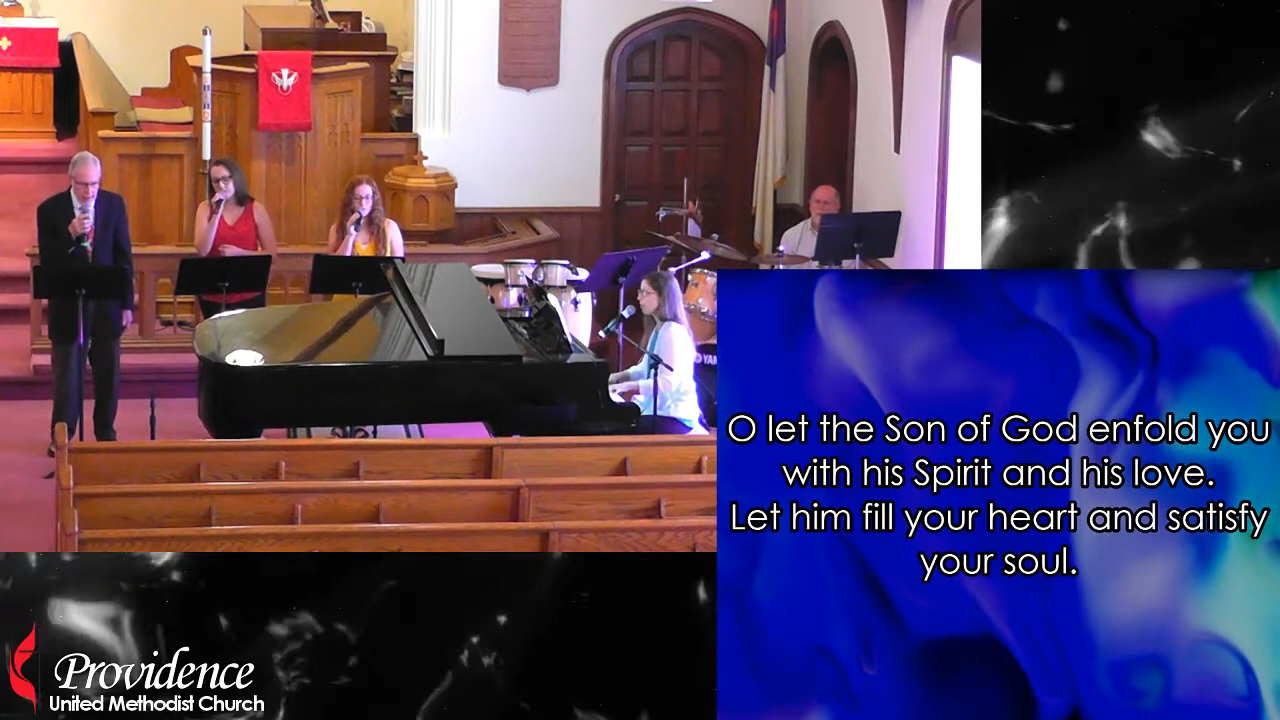 O let the Son of God enfold you
with his Spirit and his love.
Let him fill your heart and satisfy
your soul.
Providence
United Methodist Church